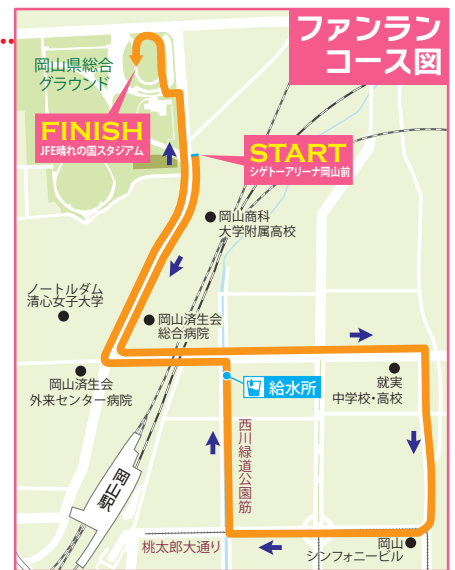 ファンラン
コース図
岡山県総合
グラウンド
FINISH
JFE晴れの国スタジアム
START
シゲトーアリーナ岡山前
岡山商科
大学附属高校
ノートルダム
清心女子大学
岡山済生会
総合病院
岡山済生会
外来センター病院
給水所
就実
中学校・高校
西川緑道公園筋
岡山駅
桃太郎大通り
岡山
シンフォニービル